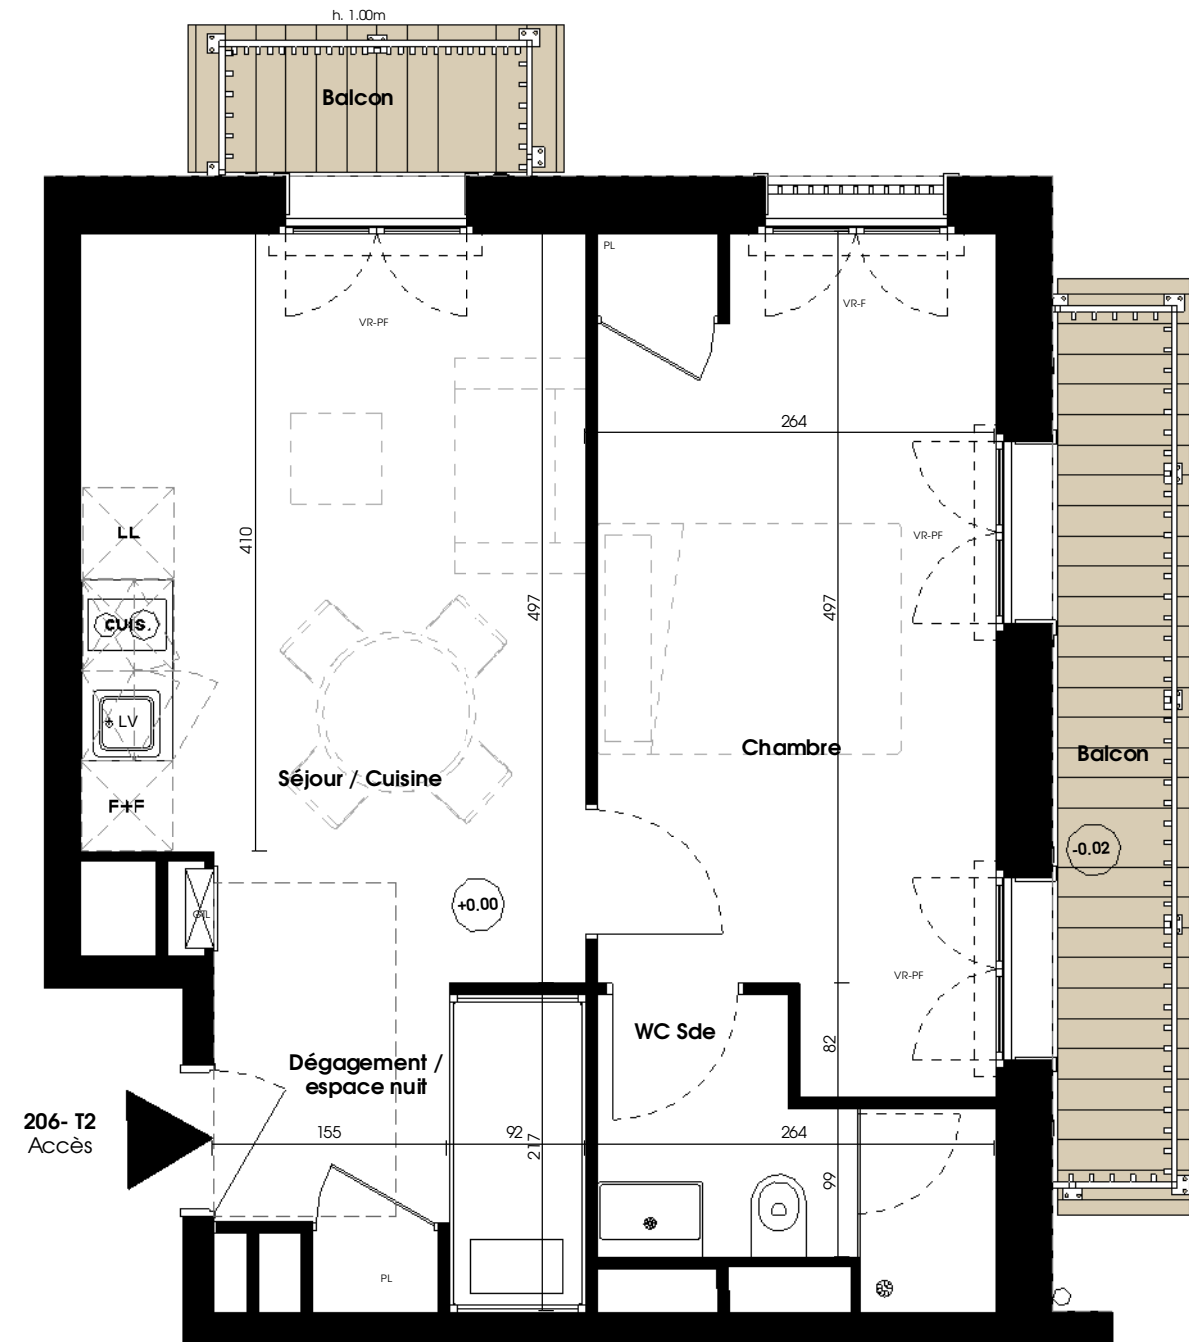 h. 1.00m
Balcon
PL
VR-PF
VR-F
264
LL
410
VR-PF
CUIS.
497
497
LV
Chambre
Balcon
Séjour / Cuisine
F+F
-0.02
+0.00
GTL
VR-PF
WC Sde
82
Dégagement /
espace nuit
206- T2
Accès
155
92
217
264
99
PL